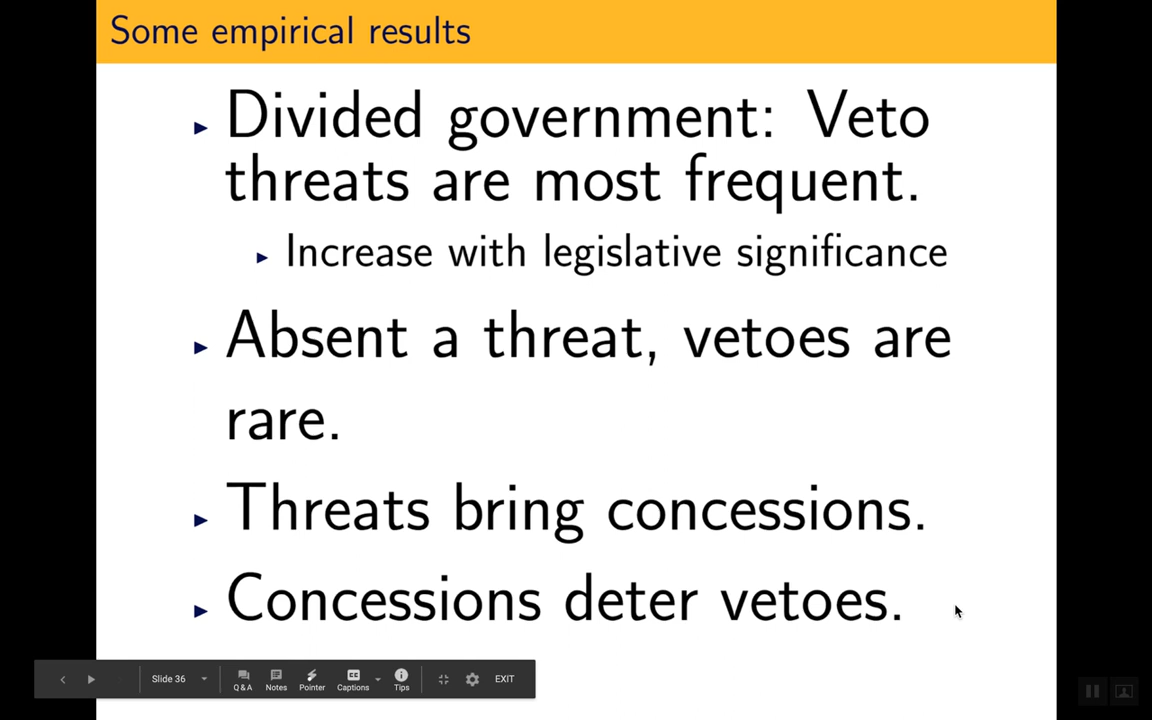 Some empirical results
▸ Divided government: Veto
threats are most frequent.
▸ Increase with legislative significance
▸ Absent a threat, vetoes are
rare.
▸ Threats bring concessions.
▸ Concessions deter vetoes.
Slide 36
Q&A
Notes
Pointer
Captions
Tips
EXIT